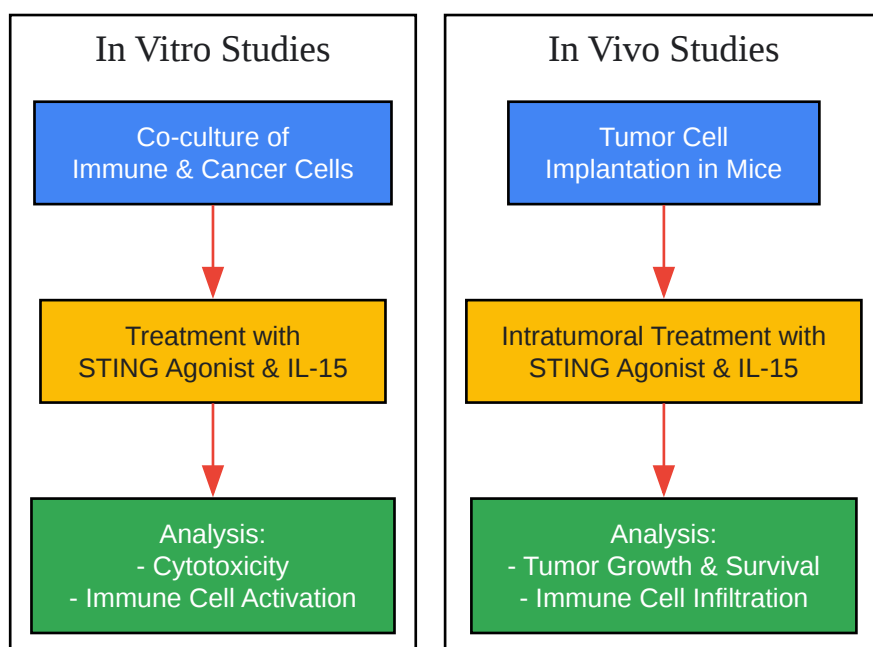 In Vitro Studies
Co-culture of
Immune & Cancer Cells
Treatment with
STING Agonist & IL-15
Analysis:
- Cytotoxicity
- Immune Cell Activation
In Vivo Studies
Tumor Cell
Implantation in Mice
Intratumoral Treatment with
STING Agonist & IL-15
Analysis:
- Tumor Growth & Survival
- Immune Cell Infiltration